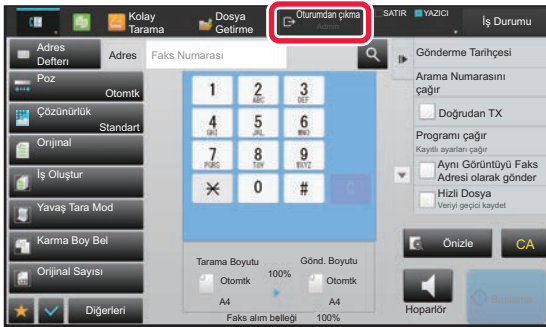 Kolay
Tarama
Dosya
Getirme
Oturumdan çıkma
Admin
SATIR
YAZICI
İş Durumu
Adres
Defterı
Adres
Faks Numarası
Gönderme Tarihçesi
Poz
Otomtk
Arama Numarasını
çağır
Çözünürlük
Standart
Doğrudan TX
Orıjınal
Programı çağır
Kayıtlı ayarları çağır
İş Oluştur
Aynı Görüntüyü Faks
Adresi olarak gönder
Yavaş Tara Mod
Hizli Dosya
Veriyi geçici kaydet
Karma Boy Bel
Orijinal Sayısı
Diğerleri
1
2
ABC
3
DEF
4
GHI
5
JKL
6
MNO
7
PQRS
8
TUV
9
WXYZ
0
#
C
Önizle
CA
Tarama Boyutu
Gönd. Boyutu
Otomtk
100%
Otomtk
A4
A4
Faks alım belleği
100%
Hoparlör